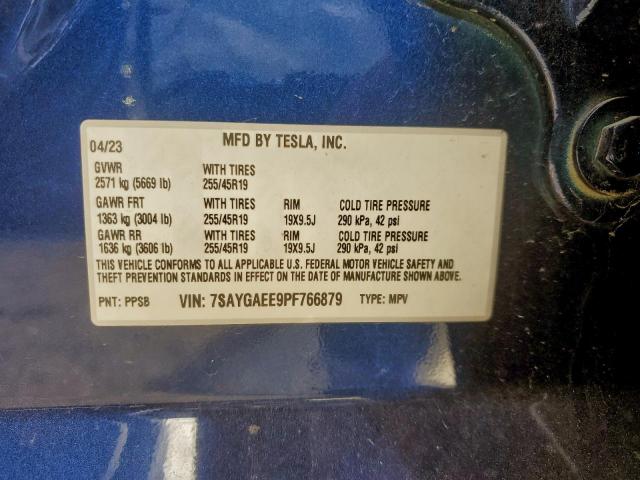 04/23 MFD BY TESLA, INC.
GVWR WITH TIRES
2571 kg (5669 lb) 255/45R19
GAWR FRT WITH TIRES RIM COLD TIRE PRESSURE
1363 kg (3004 lb) 255/45R19 19X9.5J 290 kPa, 42 psi
GAWR RR WITH TIRES RIM COLD TIRE PRESSURE
1636 kg (3606 lb) 255/45R19 19X9.5J 290 kPa, 42 psi
THIS VEHICLE CONFORMS TO ALL APPLICABLE U.S. FEDERAL MOTOR VEHICLE SAFETY AND
THEFT PREVENTION STANDARDS IN EFFECT ON THE DATE OF MANUFACTURE SHOWN ABOVE.
PNT: PPSB VIN: 7SAYGAEE9PF766879 TYPE: MPV